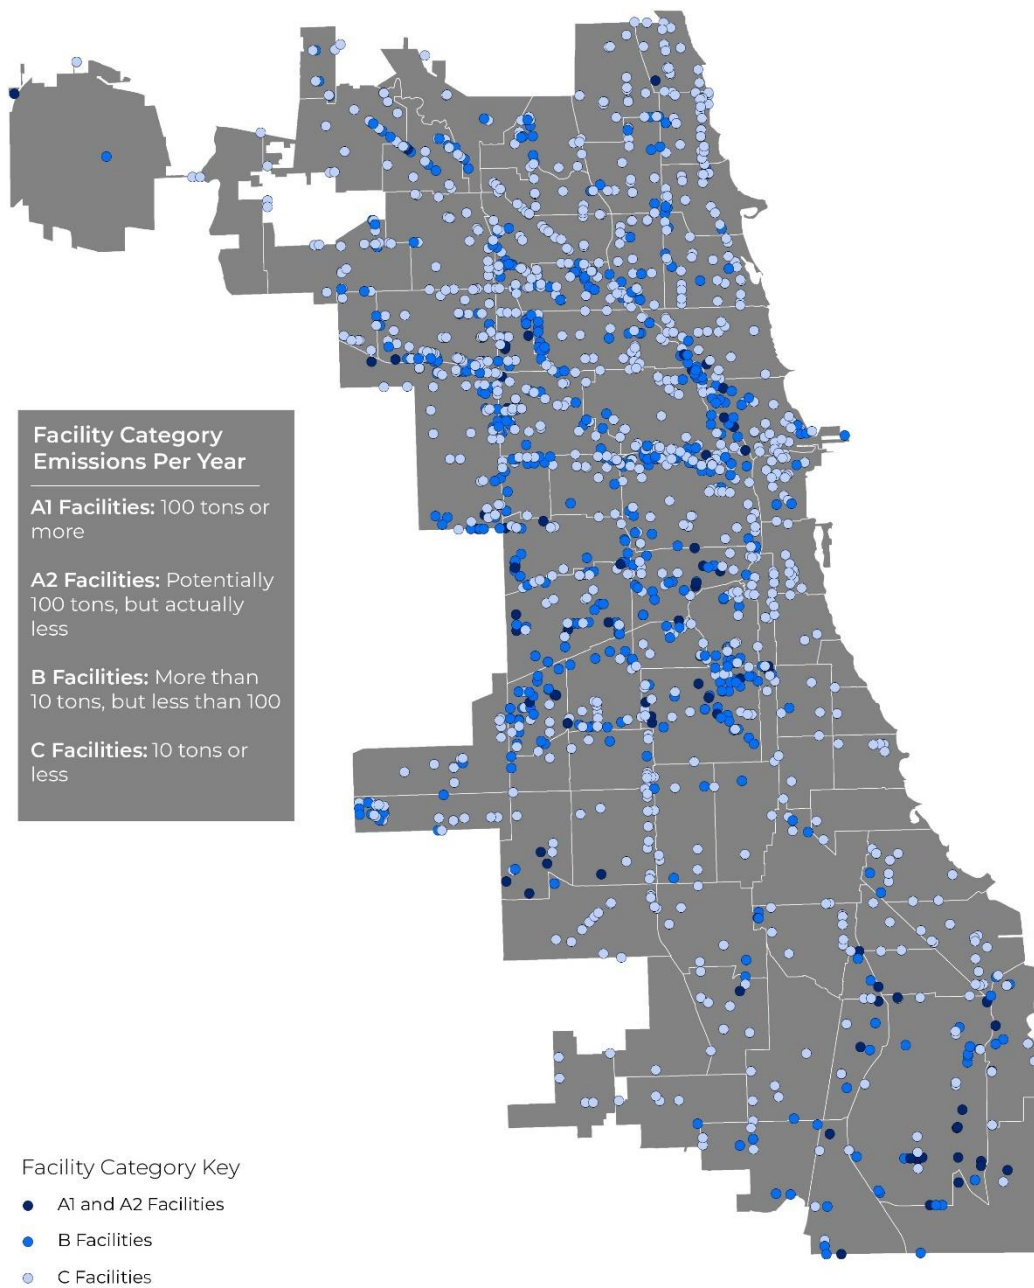 Facility Category
Emissions Per Year
A1 Facilities: 100 tons or
more
A2 Facilities: Potentially
100 tons, but actually
less
B Facilities: More than
10 tons, but less than 100
C Facilities: 10 tons or
less
Facility Category Key
A1 and A2 Facilities
B Facilities
C Facilities